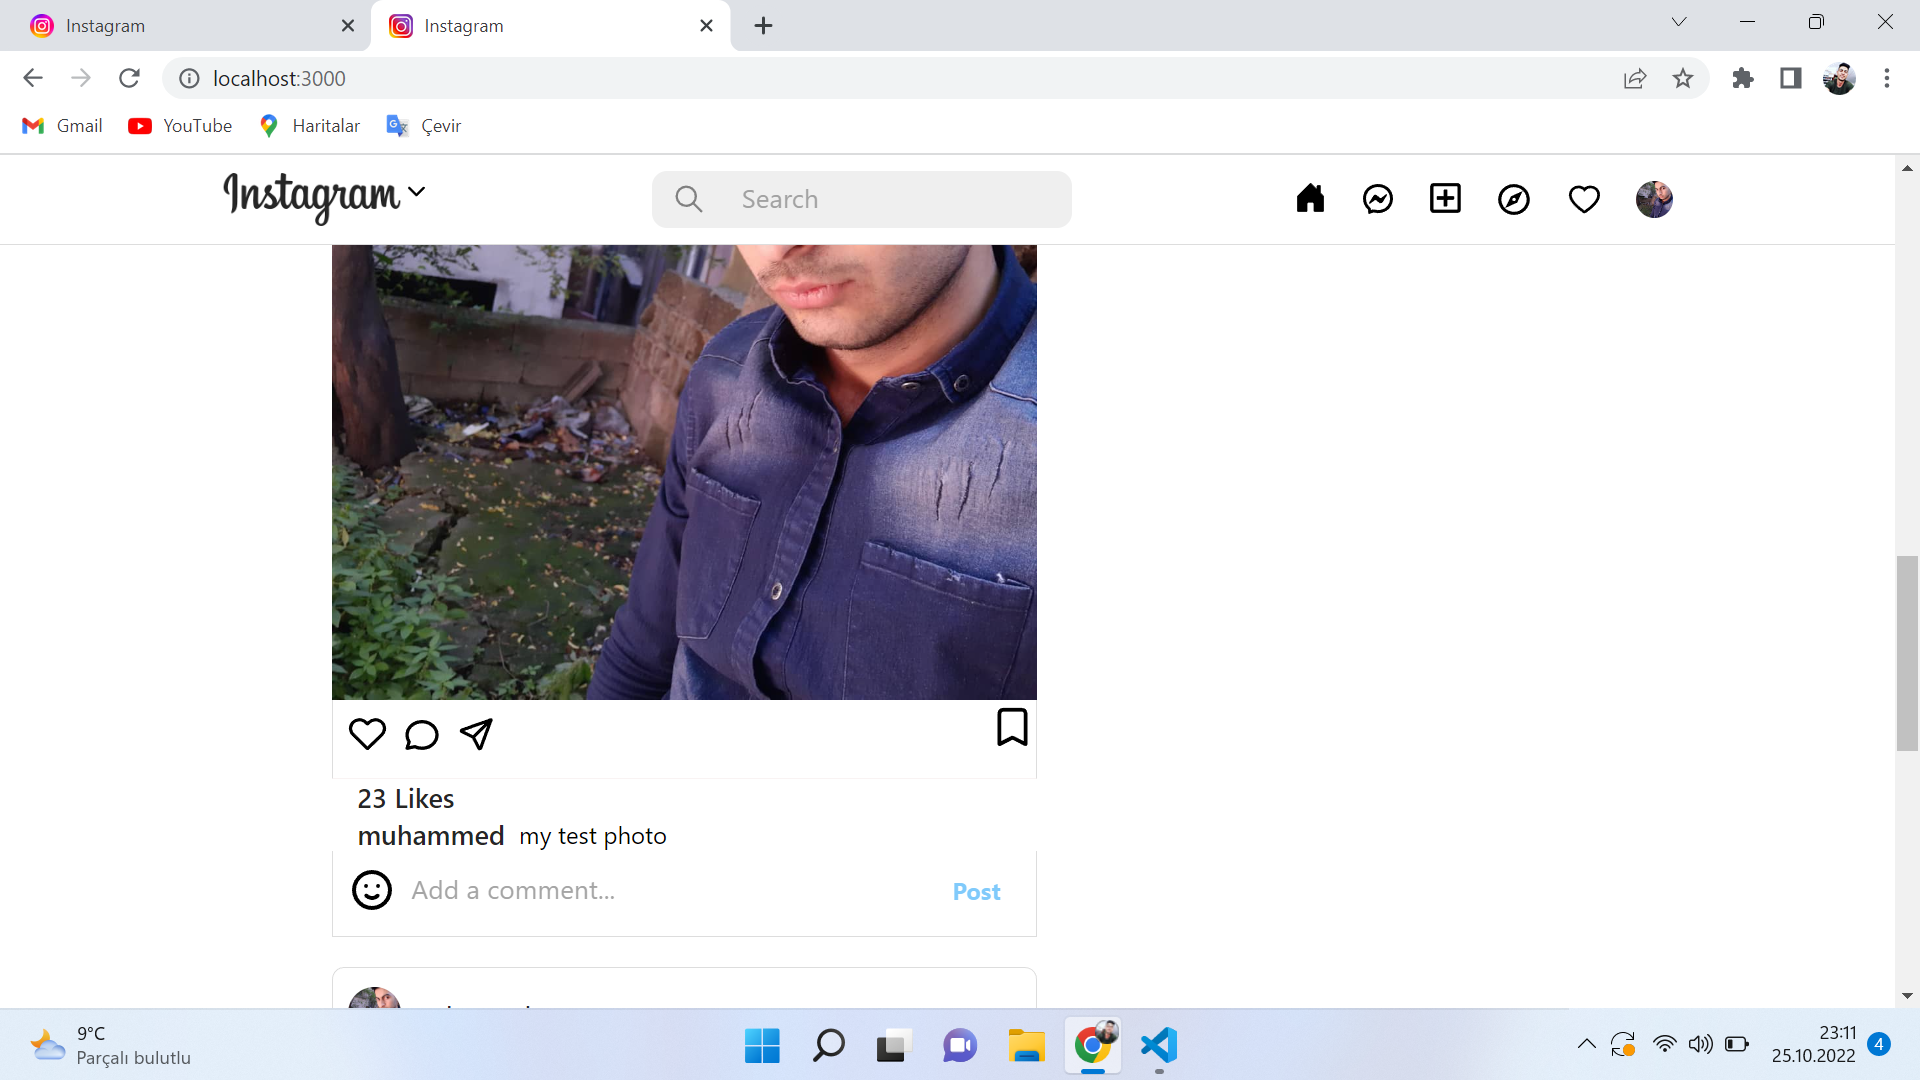 Instagram
Instagram
localhost:3000
Gmail
YouTube
Haritalar
Çevir
Instagram
Search
23 Likes
muhammed my test photo
Add a comment...
Post
9°C
Parçalı bulutlu
23:11
25.10.2022
4